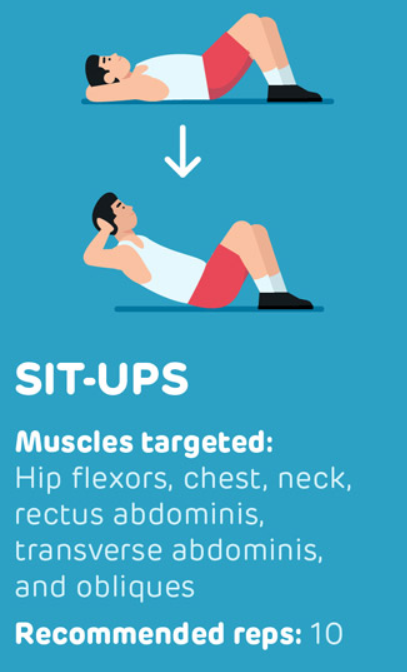 SIT-UPS
Muscles targeted:
Hip flexors, chest, neck,
rectus abdominis,
transverse abdominis,
and obliques
Recommended reps: 10